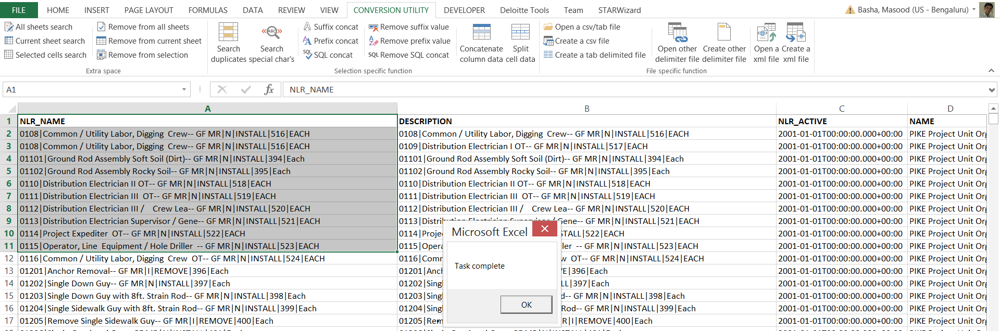 FILE HOME INSERT PAGE LAYOUT FORMULAS DATA REVIEW VIEW CONVERSION UTILITY DEVELOPER Deloitte Tools Team STARWizard Basha, Masood (US - Bengaluru)
All sheets search
Current sheet search
Selected cells search
Remove from all sheets
Remove from current sheet
Remove from selection
Extra space
Search
duplicates
ABC
Search
special char's
Suffix concat
Prefix concat
SQL concat
Remove suffix value
Remove prefix value
SQL Remove SQL concat
Concatenate
column data
Split
cell data
Selection specific function
Open a csv/tab file
Create a csv file
Create a tab delimited file
Open other
delimiter file
Create other
delimiter file
Open a
xml file
Create a
xml file
File specific function
A1 fx NLR_NAME
A B C D
1 NLR_NAME DESCRIPTION NLR_ACTIVE NAME
2 0108|Common / Utility Labor, Digging  Crew-- GF MR|N|INSTALL|516|EACH 0108|Common / Utility Labor, Digging  Crew-- GF MR|N|INSTALL|516|EACH 2001-01-01T00:00:00.000+00:00 PIKE Project Unit Org
3 0108|Common / Utility Labor, Digging  Crew-- GF MR|N|INSTALL|516|EACH 0109|Distribution Electrician I OT-- GF MR|N|INSTALL|517|EACH 2001-01-01T00:00:00.000+00:00 PIKE Project Unit Org
4 01101|Ground Rod Assembly Soft Soil (Dirt)-- GF MR|N|INSTALL|394|Each 01101|Ground Rod Assembly Soft Soil (Dirt)-- GF MR|N|INSTALL|394|Each 2001-01-01T00:00:00.000+00:00 PIKE Project Unit Org
5 01102|Ground Rod Assembly Rocky Soil-- GF MR|N|INSTALL|395|Each 01102|Ground Rod Assembly Rocky Soil-- GF MR|N|INSTALL|395|Each 2001-01-01T00:00:00.000+00:00 PIKE Project Unit Org
6 0110|Distribution Electrician II OT-- GF MR|N|INSTALL|518|EACH 0110|Distribution Electrician II OT-- GF MR|N|INSTALL|518|EACH 2001-01-01T00:00:00.000+00:00 PIKE Project Unit Org
7 0111|Distribution Electrician III  OT-- GF MR|N|INSTALL|519|EACH 0111|Distribution Electrician III  OT-- GF MR|N|INSTALL|519|EACH 2001-01-01T00:00:00.000+00:00 PIKE Project Unit Org
8 0112|Distribution Electrician III /    Crew Lea-- GF MR|N|INSTALL|520|EACH 0112|Distribution Electrician III /    Crew Lea-- GF MR|N|INSTALL|520|EACH 2001-01-01T00:00:00.000+00:00 PIKE Project Unit Org
9 0113|Distribution Electrician Supervisor / Gene-- GF MR|N|INSTALL|521|EACH 0113|Distribution Electrician Supervisor / Gene-- GF MR|N|INSTALL|521|EACH 2001-01-01T00:00:00.000+00:00 PIKE Project Unit Org
10 0114|Project Expediter  OT-- GF MR|N|INSTALL|522|EACH 0114|Proje STALL|522|EACH 2001-01-01T00:00:00.000+00:00 PIKE Project Unit Org
11 0115|Operator, Line  Equipment / Hole Driller  -- GF MR|N|INSTALL|523|EACH 0115|Opera ller  -- GF MR|N|INSTALL|523|EACH 2001-01-01T00:00:00.000+00:00 PIKE Project Unit Org
12 0116|Common / Utility Labor, Digging  Crew  OT-- GF MR|N|INSTALL|524|EACH 0116|Comm w  OT-- GF MR|N|INSTALL|524|EACH 2001-01-01T00:00:00.000+00:00 PIKE Project Unit Org
13 01201|Anchor Removal-- GF MR|I|REMOVE|396|Each 01201|Anch E|396|Each 2001-01-01T00:00:00.000+00:00 PIKE Project Unit Org
14 01202|Single Down Guy-- GF MR|N|INSTALL|397|Each 01202|Sing LL|397|Each 2001-01-01T00:00:00.000+00:00 PIKE Project Unit Org
15 01203|Single Down Guy with 8ft. Strain Rod-- GF MR|N|INSTALL|398|Each 01203|Sing d-- GF MR|N|INSTALL|398|Each 2001-01-01T00:00:00.000+00:00 PIKE Project Unit Org
16 01204|Single Sidewalk Guy with 8ft. Strain Rod-- GF MR|N|INSTALL|399|Each 01204|Sing Rod-- GF MR|N|INSTALL|399|Each 2001-01-01T00:00:00.000+00:00 PIKE Project Unit Org
17 01205|Remove Single Sidewalk Guy-- GF MR|I|REMOVE|400|Each 01205|Rem R|I|REMOVE|400|Each 2001-01-01T00:00:00.000+00:00 PIKE Project Unit Org
Microsoft Excel
Task complete
OK